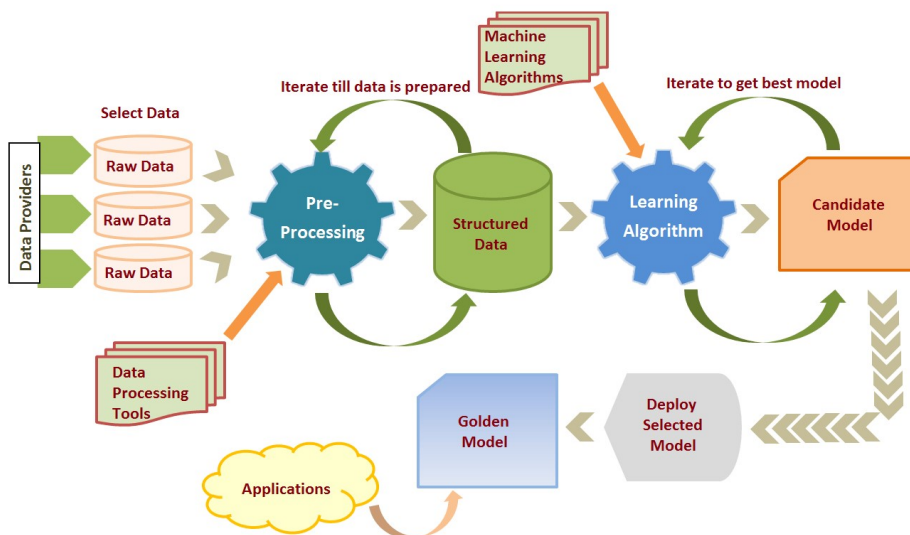 Machine
Learning
Algorithms
Iterate till data is prepared
Iterate to get best model
Select Data
Data Providers
Raw Data
Raw Data
Raw Data
Pre-
Processing
Structured
Data
Learning
Algorithm
Candidate
Model
Data
Processing
Tools
Golden
Model
Deploy
Selected
Model
Applications